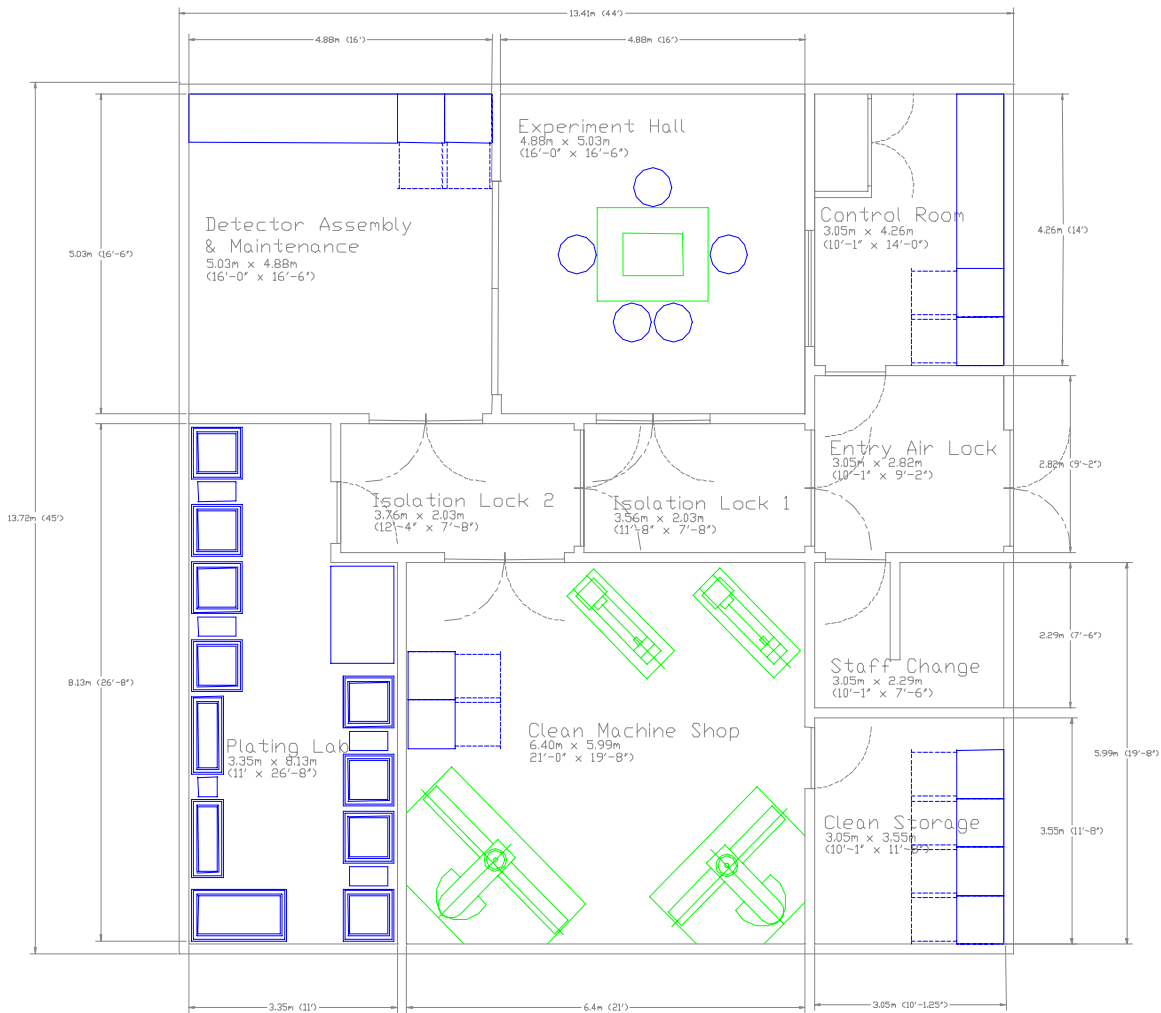 13.41m (44')
4.88m (16')
4.88m (16')
Experiment Hall
4.88m x 5.03m
(16'-0" x 16'-6")
Detector Assembly
& Maintenance
5.03m x 4.88m
(16'-0" x 16'-6")
Control Room
3.05m x 4.26m
(10'-1" x 14'-0")
4.26m (14')
5.03m (16'-6")
Entry Air Lock
3.05m x 2.82m
(10'-1" x 9'-2")
2.82m (9'-2")
Isolation Lock 2
3.76m x 2.03m
(12'-4" x 7'-8")
Isolation Lock 1
3.56m x 2.03m
(11'-8" x 7'-8")
13.72m (45')
2.29m (7'-6")
Staff Change
3.05m x 2.29m
(10'-1" x 7'-6")
8.13m (26'-8")
Clean Machine Shop
6.40m x 5.99m
21'-0" x 19'-8")
Plating Lab
3.35m x 8.13m
(11' x 26'-8")
5.99m (19'-8")
Clean Storage
3.05m x 3.55m
(10'-1" x 11'-8")
3.55m (11'-8")
3.35m (11')
6.4m (21')
3.05m (10'-1.25")